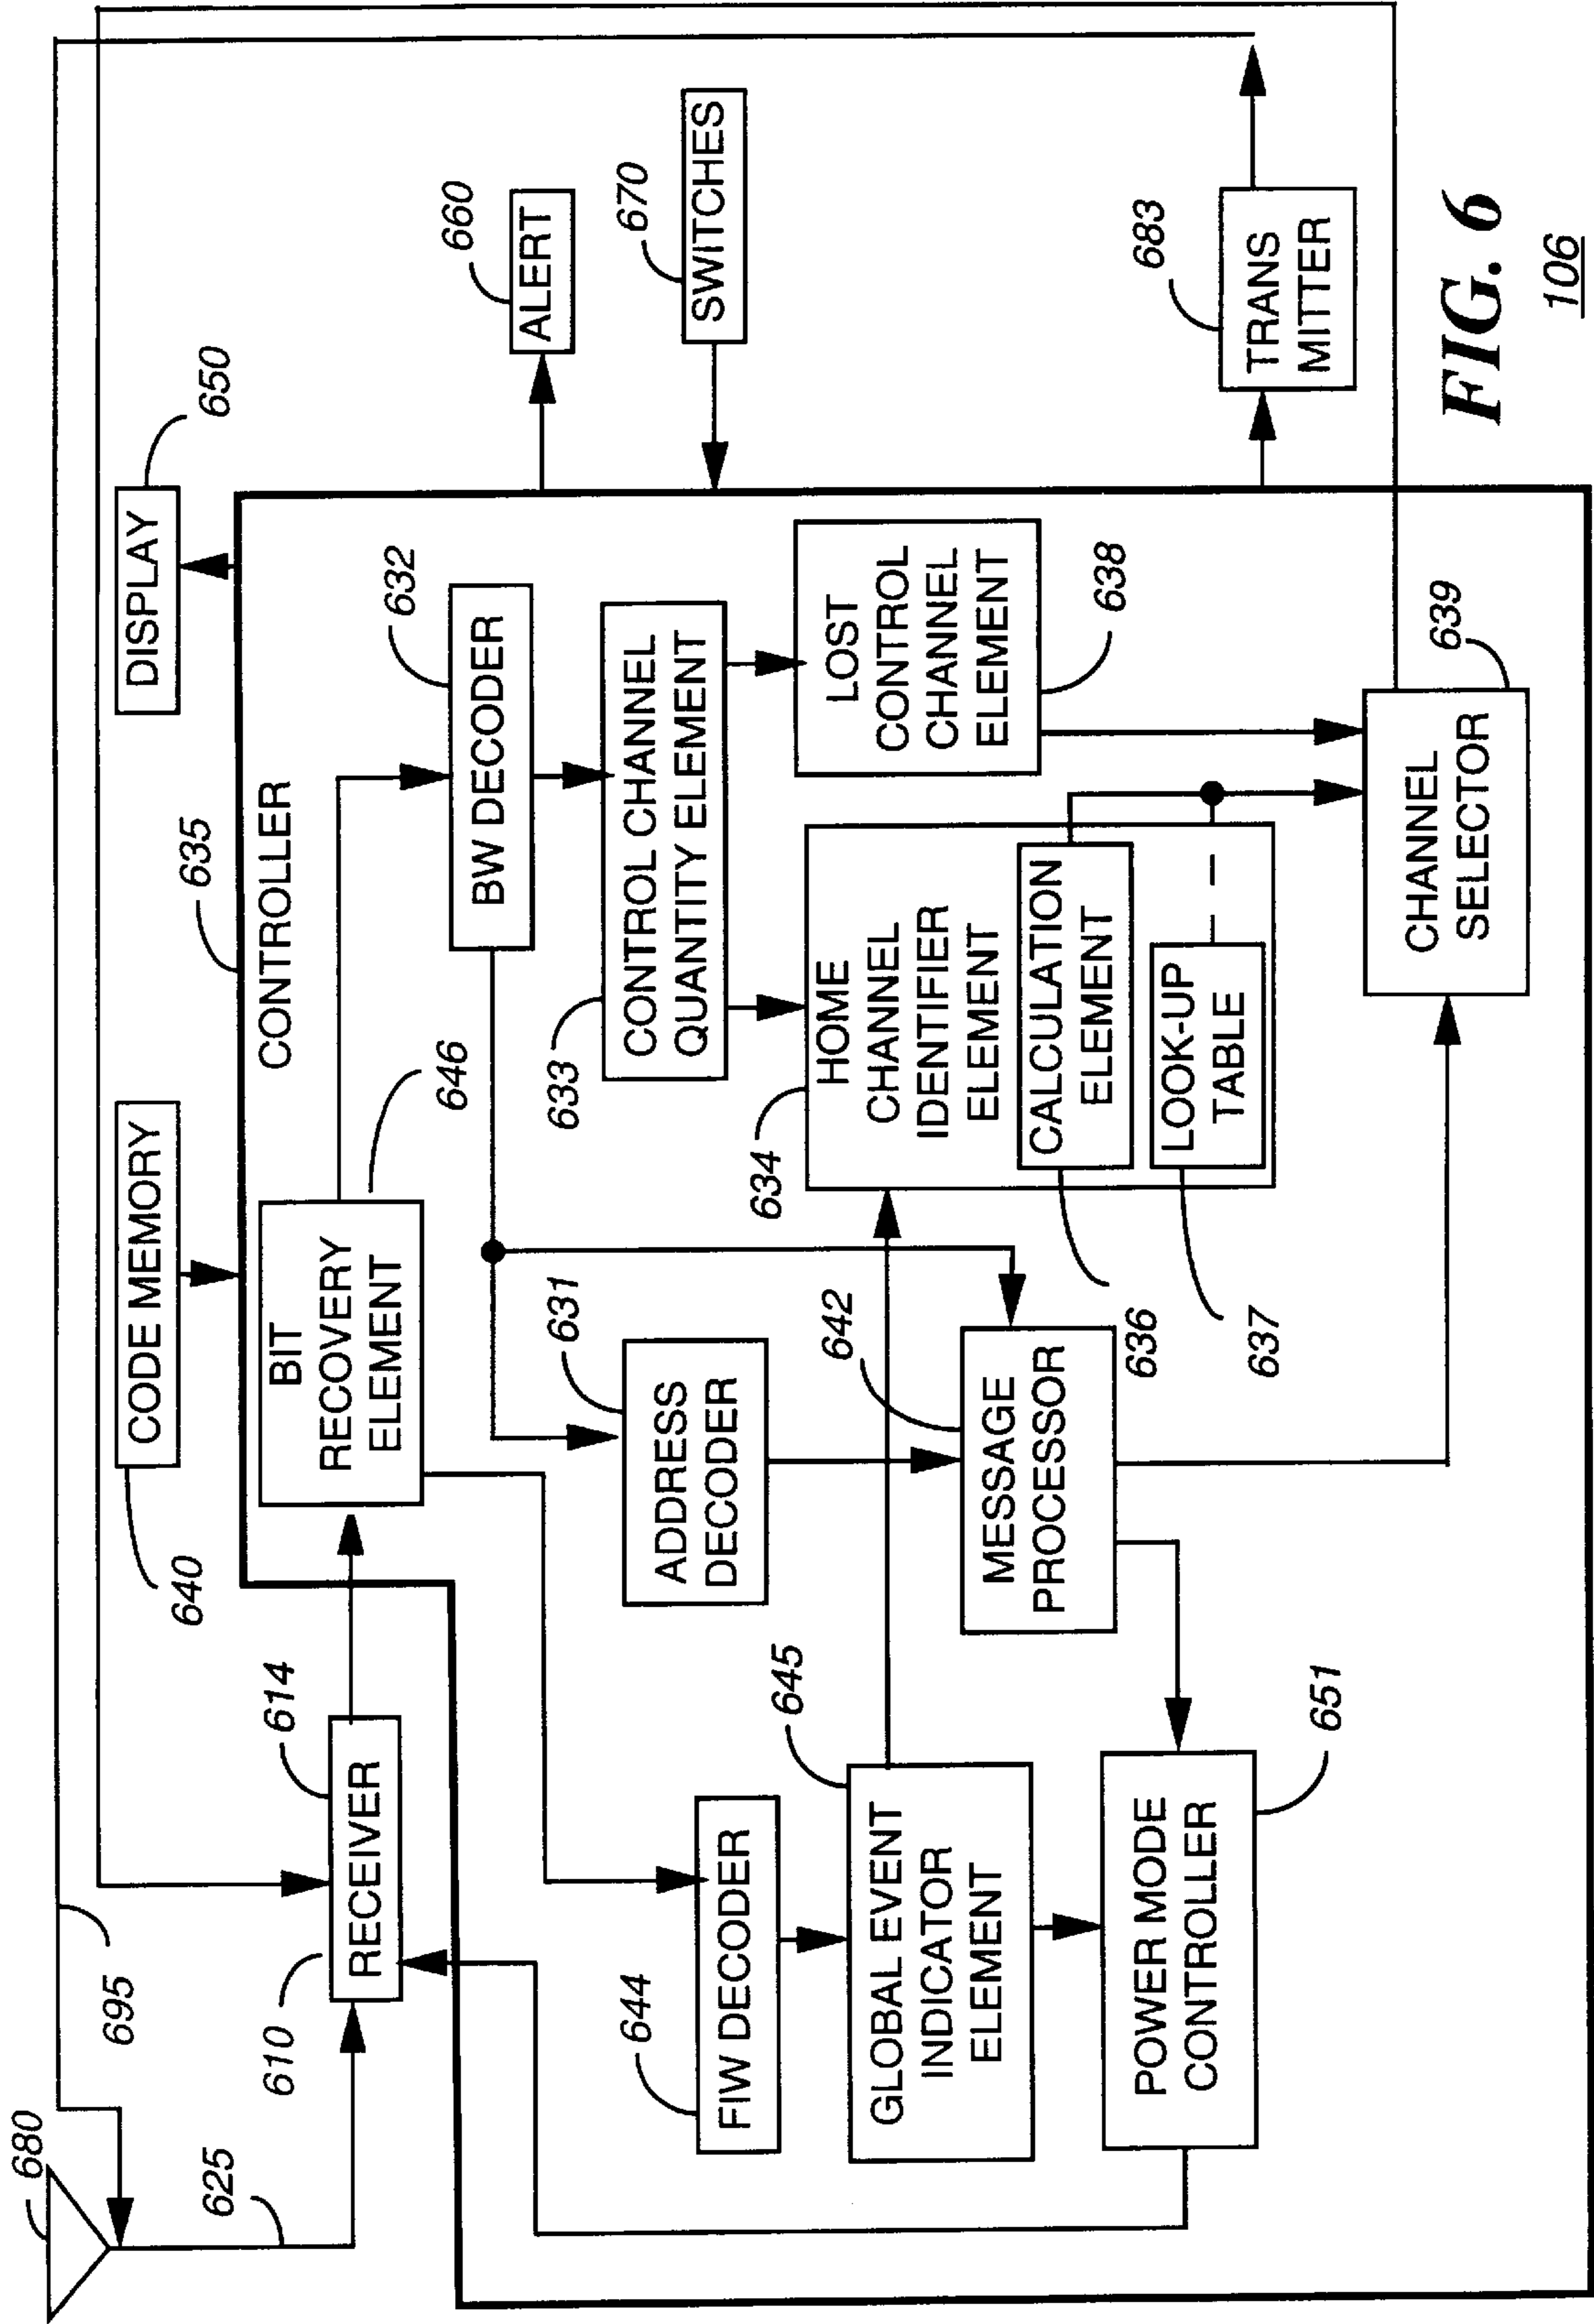 680
695
625
610
614
RECEIVER
640
CODE MEMORY
635
CONTROLLER
DISPLAY
650
660
ALERT
670
SWITCHES
BIT
RECOVERY
ELEMENT
646
632
BW DECODER
633
CONTROL CHANNEL
QUANTITY ELEMENT
631
ADDRESS
DECODER
644
FIW DECODER
645
GLOBAL EVENT
INDICATOR
ELEMENT
642
MESSAGE
PROCESSOR
634
HOME
CHANNEL
IDENTIFIER
ELEMENT
CALCULATION
ELEMENT
LOOK-UP
TABLE
636
637
LOST
CONTROL
CHANNEL
ELEMENT
638
POWER MODE
CONTROLLER
651
639
CHANNEL
SELECTOR
683
TRANS
MITTER
FIG. 6
106